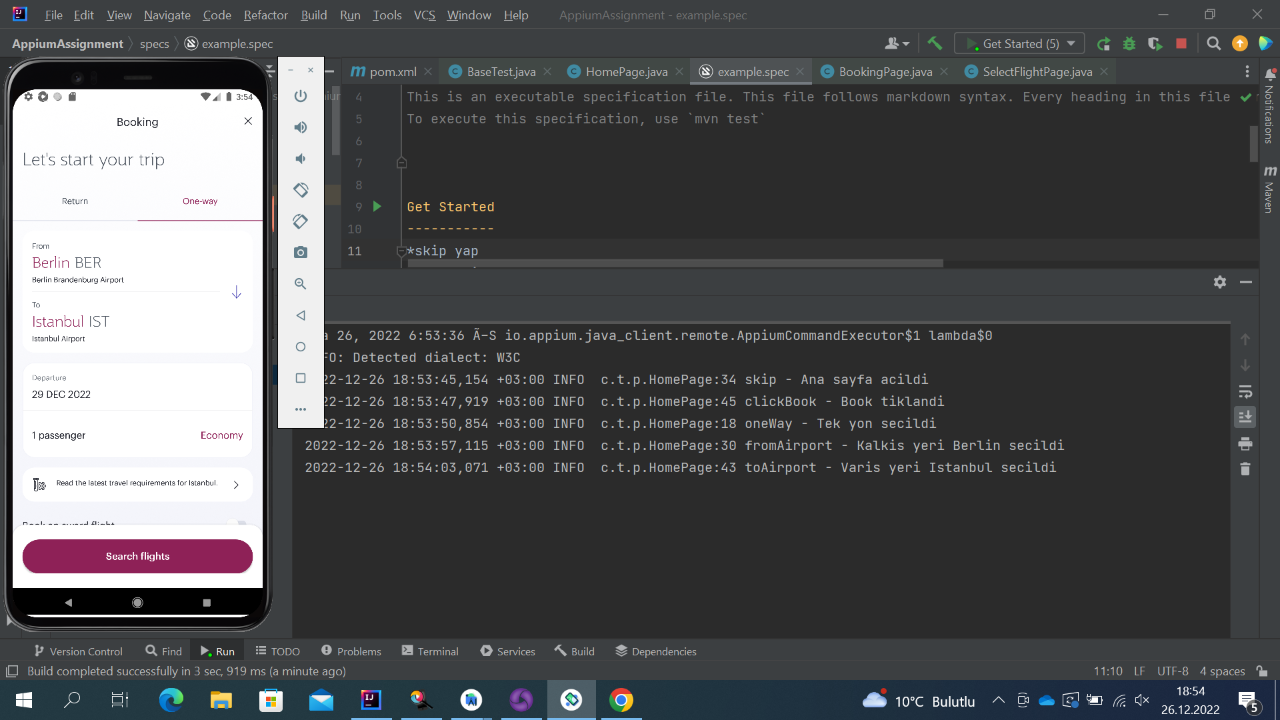 File Edit View Navigate Code Refactor Build Run Tools VCS Window Help AppiumAssignment - example.spec
AppiumAssignment specs example.spec Get Started (5)
pom.xml BaseTest.java HomePage.java example.spec BookingPage.java SelectFlightPage.java
4 This is an executable specification file. This file follows markdown syntax. Every heading in this file
5 To execute this specification, use `mvn test`
6
7
8
9 Get Started
10 -----------
11 *skip yap
Notifications
Maven
3:54
Booking
Let's start your trip
Return One-way
From
Berlin BER
Berlin Brandenburg Airport
To
Istanbul IST
Istanbul Airport
Departure
29 DEC 2022
1 passenger Economy
Read the latest travel requirements for Istanbul.
Book an award flight
Search flights
26, 2022 6:53:36 Ä-S io.appium.java_client.remote.AppiumCommandExecutor$1 lambda$0
FO: Detected dialect: W3C
022-12-26 18:53:45,154 +03:00 INFO c.t.p.HomePage:34 skip - Ana sayfa acildi
022-12-26 18:53:47,919 +03:00 INFO c.t.p.HomePage:45 clickBook - Book tiklandi
022-12-26 18:53:50,854 +03:00 INFO c.t.p.HomePage:18 oneWay - Tek yon secildi
2022-12-26 18:53:57,115 +03:00 INFO c.t.p.HomePage:30 fromAirport - Kalkis yeri Berlin secildi
2022-12-26 18:54:03,071 +03:00 INFO c.t.p.HomePage:43 toAirport - Varis yeri Istanbul secildi
Version Control Find Run TODO Problems Terminal Services Build Dependencies
Build completed successfully in 3 sec, 919 ms (a minute ago) 11:10 LF UTF-8 4 spaces
10°C Bulutlu 18:54
26.12.2022 5